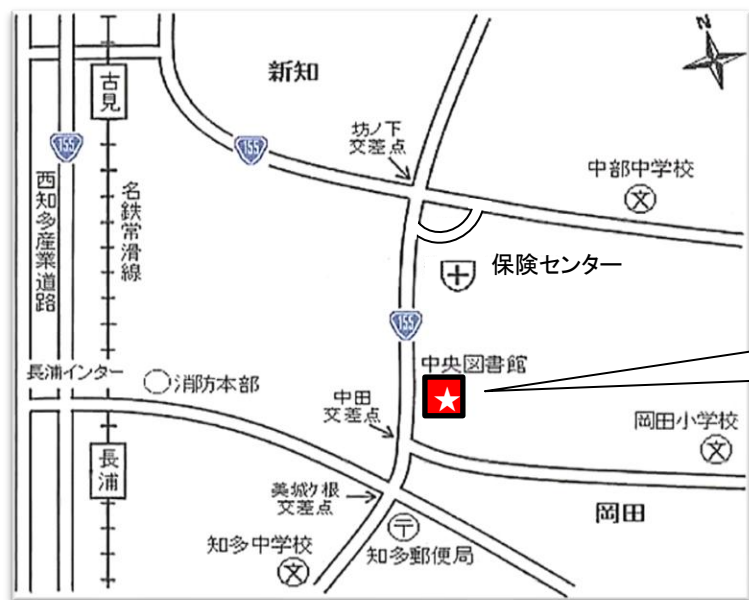 N
新知
古見
155
155
坊ノ下
交差点
中部中学校
文
西知多産業道路
名鉄常滑線
保険センター
155
長浦インター
消防本部
中央図書館
中田
交差点
岡田小学校
文
長浦
美城ケ根
交差点
岡田
〒
知多郵便局
知多中学校
文